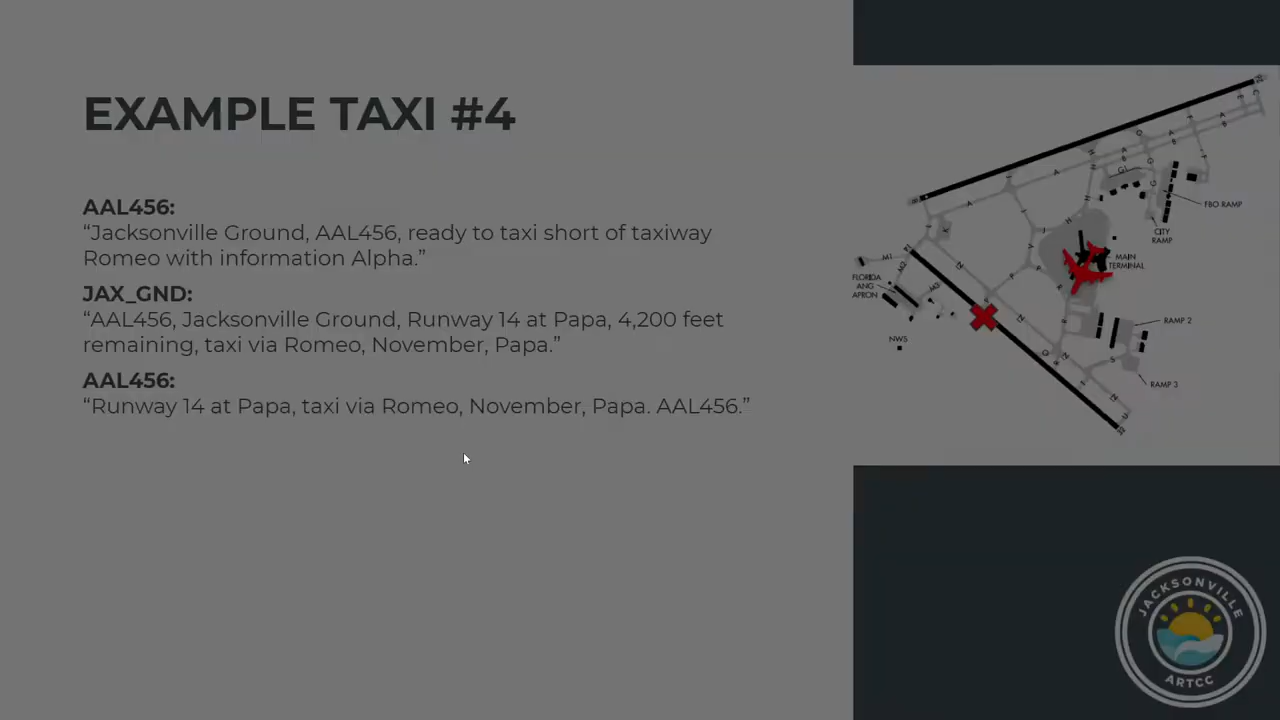 EXAMPLE TAXI #4
AAL456:
“Jacksonville Ground, AAL456, ready to taxi short of taxiway
Romeo with information Alpha.”
JAX_GND:
“AAL456, Jacksonville Ground, Runway 14 at Papa, 4,200 feet
remaining, taxi via Romeo, November, Papa.”
AAL456:
“Runway 14 at Papa, taxi via Romeo, November, Papa. AAL456.”
FBO RAMP
CITY
RAMP
MAIN
TERMINAL
M1
M2
M3
FLORIDA
ANG
APRON
NWS
RAMP 2
RAMP 3
JACKSONVILLE
ARTCC